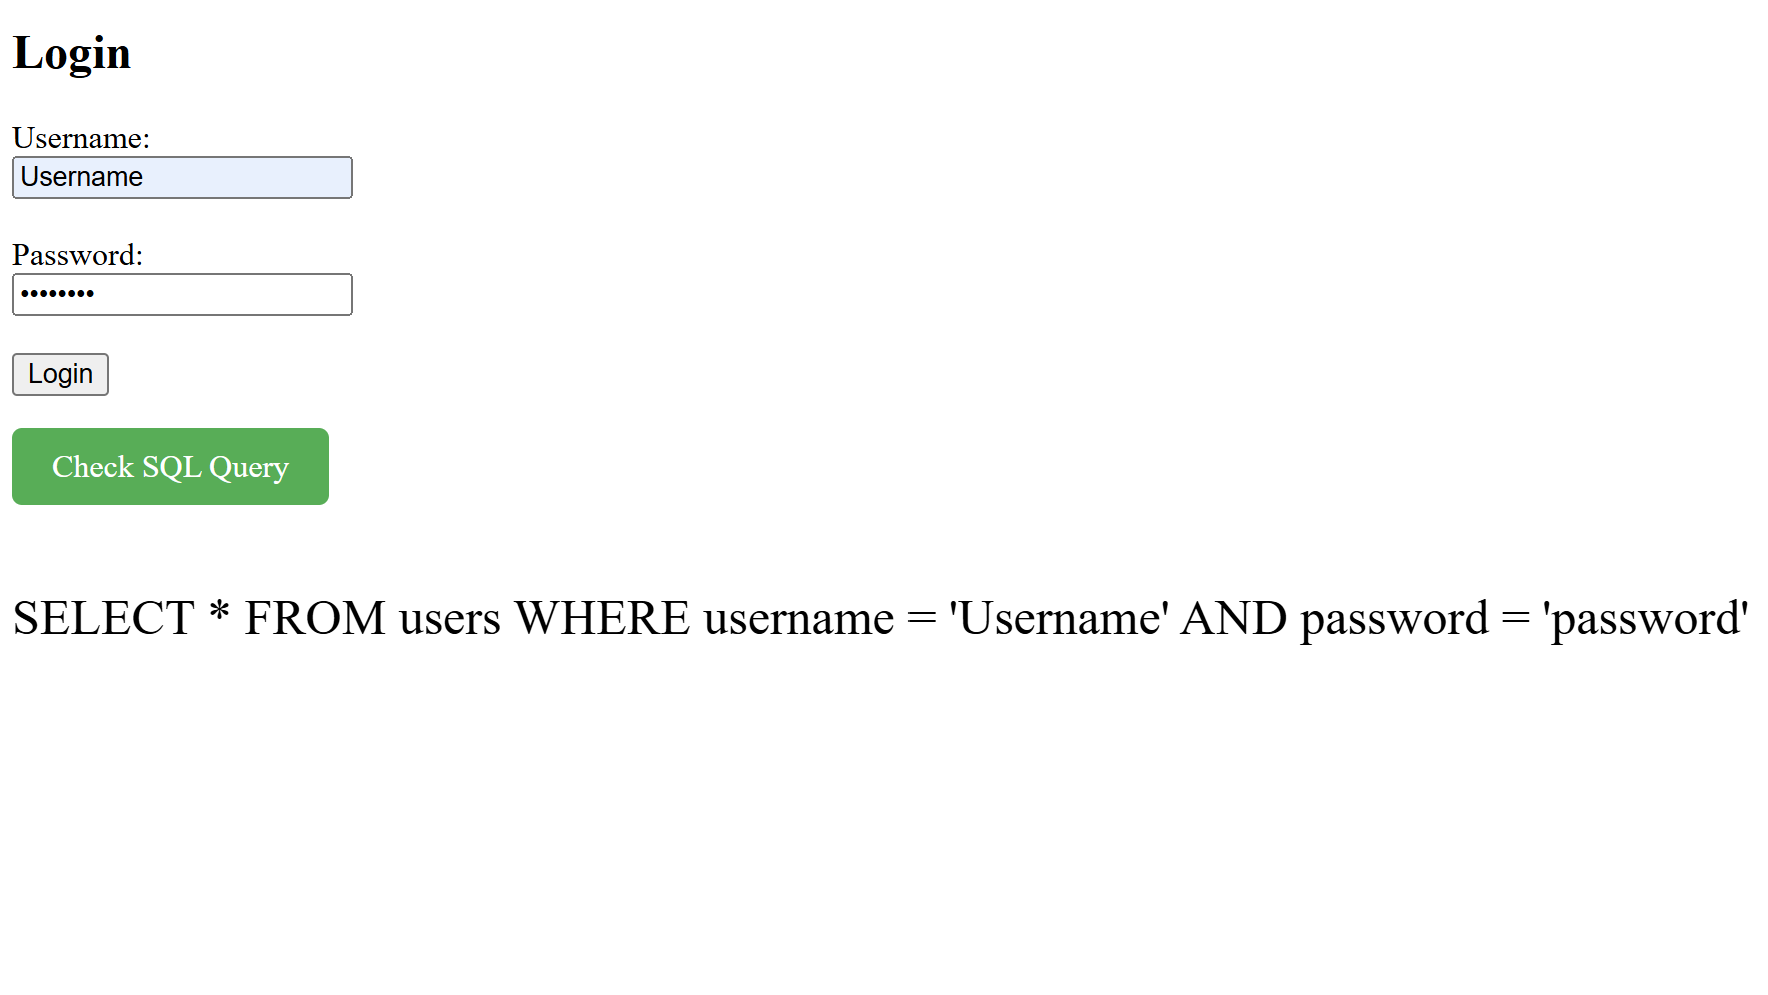 Login
Username:
Username
Password:
••••••••
Login
Check SQL Query
SELECT * FROM users WHERE username = 'Username' AND password = 'password'